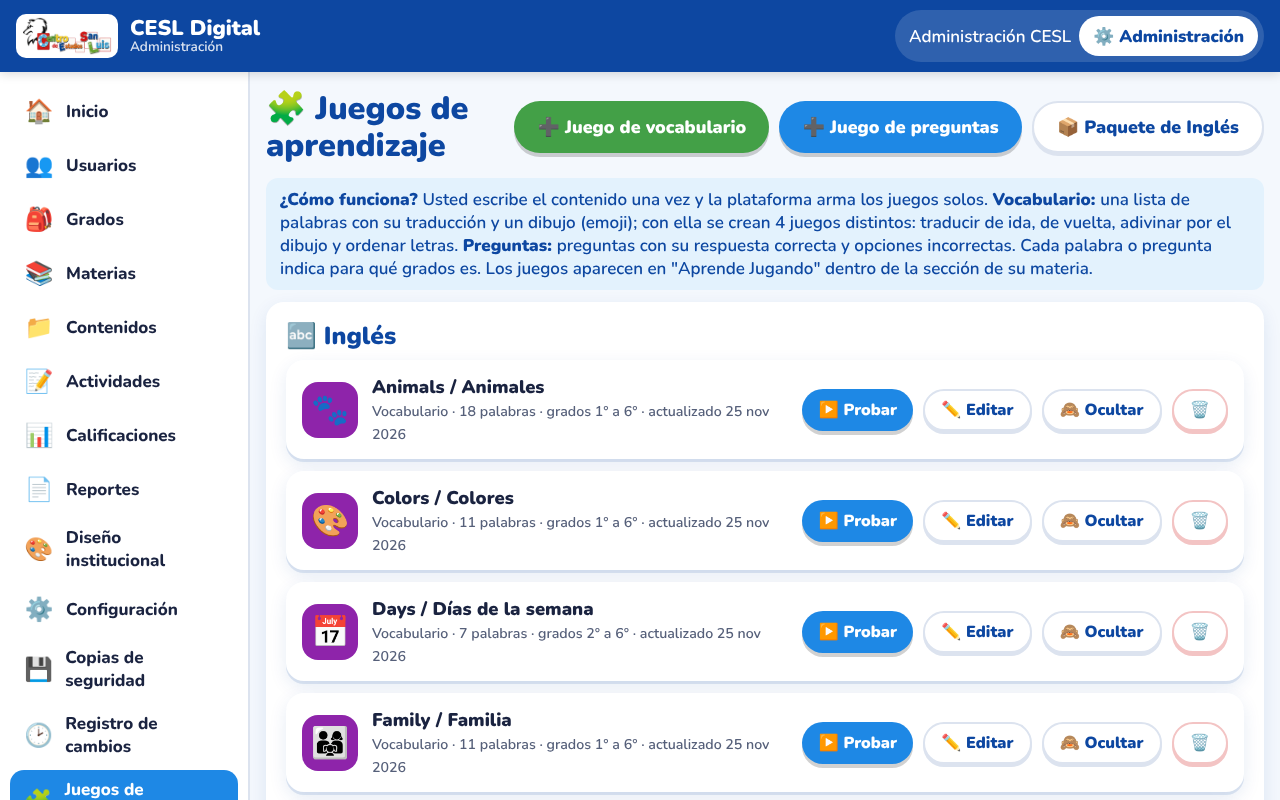 Centro de Estudios San Luis
CESL Digital
Administración
Administración CESL
Administración
Inicio
Usuarios
Grados
Materias
Contenidos
Actividades
Calificaciones
Reportes
Diseño
institucional
Configuración
Copias de
seguridad
Registro de
cambios
Juegos de
Juegos de
aprendizaje
Juego de vocabulario
Juego de preguntas
Paquete de Inglés
¿Cómo funciona? Usted escribe el contenido una vez y la plataforma arma los juegos solos. Vocabulario: una lista de
palabras con su traducción y un dibujo (emoji); con ella se crean 4 juegos distintos: traducir de ida, de vuelta, adivinar por el
dibujo y ordenar letras. Preguntas: preguntas con su respuesta correcta y opciones incorrectas. Cada palabra o pregunta
indica para qué grados es. Los juegos aparecen en "Aprende Jugando" dentro de la sección de su materia.
abc Inglés
Animals / Animales
Vocabulario · 18 palabras · grados 1° a 6° · actualizado 25 nov
2026
Probar
Editar
Ocultar
Colors / Colores
Vocabulario · 11 palabras · grados 1° a 6° · actualizado 25 nov
2026
Probar
Editar
Ocultar
July
17
Days / Días de la semana
Vocabulario · 7 palabras · grados 2° a 6° · actualizado 25 nov
2026
Probar
Editar
Ocultar
Family / Familia
Vocabulario · 11 palabras · grados 1° a 6° · actualizado 25 nov
2026
Probar
Editar
Ocultar